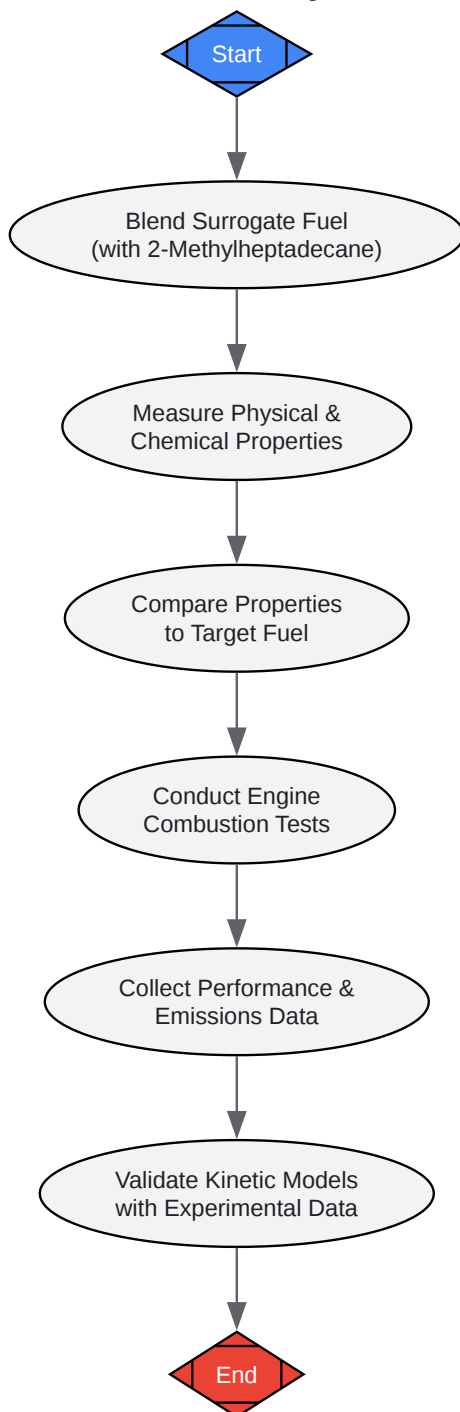 Start
Blend Surrogate Fuel
(with 2-Methylheptadecane)
Measure Physical &
Chemical Properties
Compare Properties
to Target Fuel
Conduct Engine
Combustion Tests
Collect Performance &
Emissions Data
Validate Kinetic Models
with Experimental Data
End